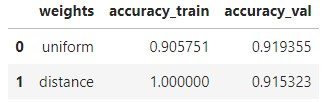 weights accuracy_train accuracy_val
0 uniform 0.905751 0.919355
1 distance 1.000000 0.915323